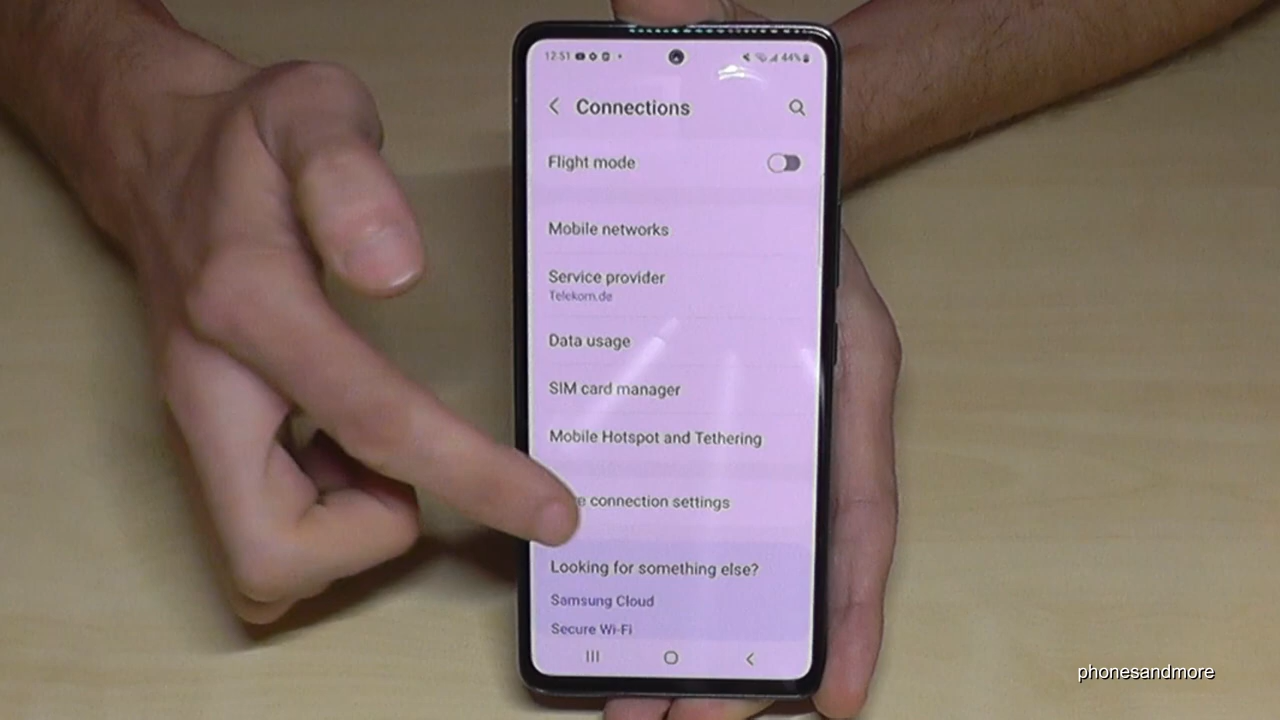 12:51
44%
Connections
Flight mode
Mobile networks
Service provider
Telekom.de
Data usage
SIM card manager
Mobile Hotspot and Tethering
connection settings
Looking for something else?
Samsung Cloud
Secure Wi-Fi
phonesandmore